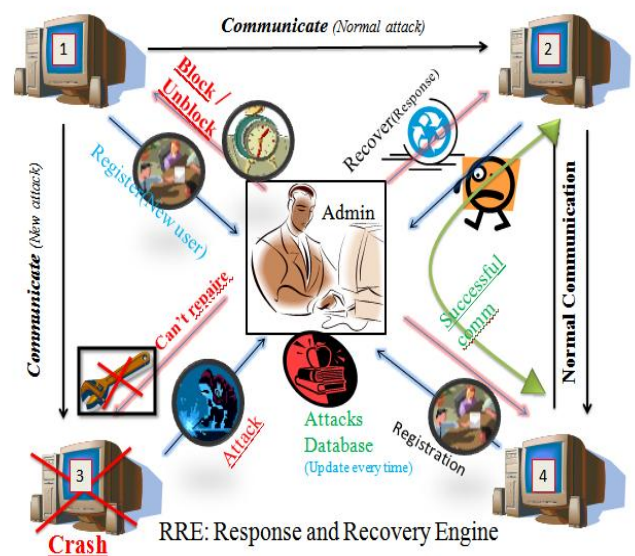 Communicate (Normal attack)
1
2
Block /
Unblock
Recover(Response)
Register(New user)
Admin
Communicate (New attack)
Successful
comm
Normal Communication
Can't repaire
Attack
Attacks
Database
(Update every time)
Registration
3
4
Crash
RRE: Response and Recovery Engine